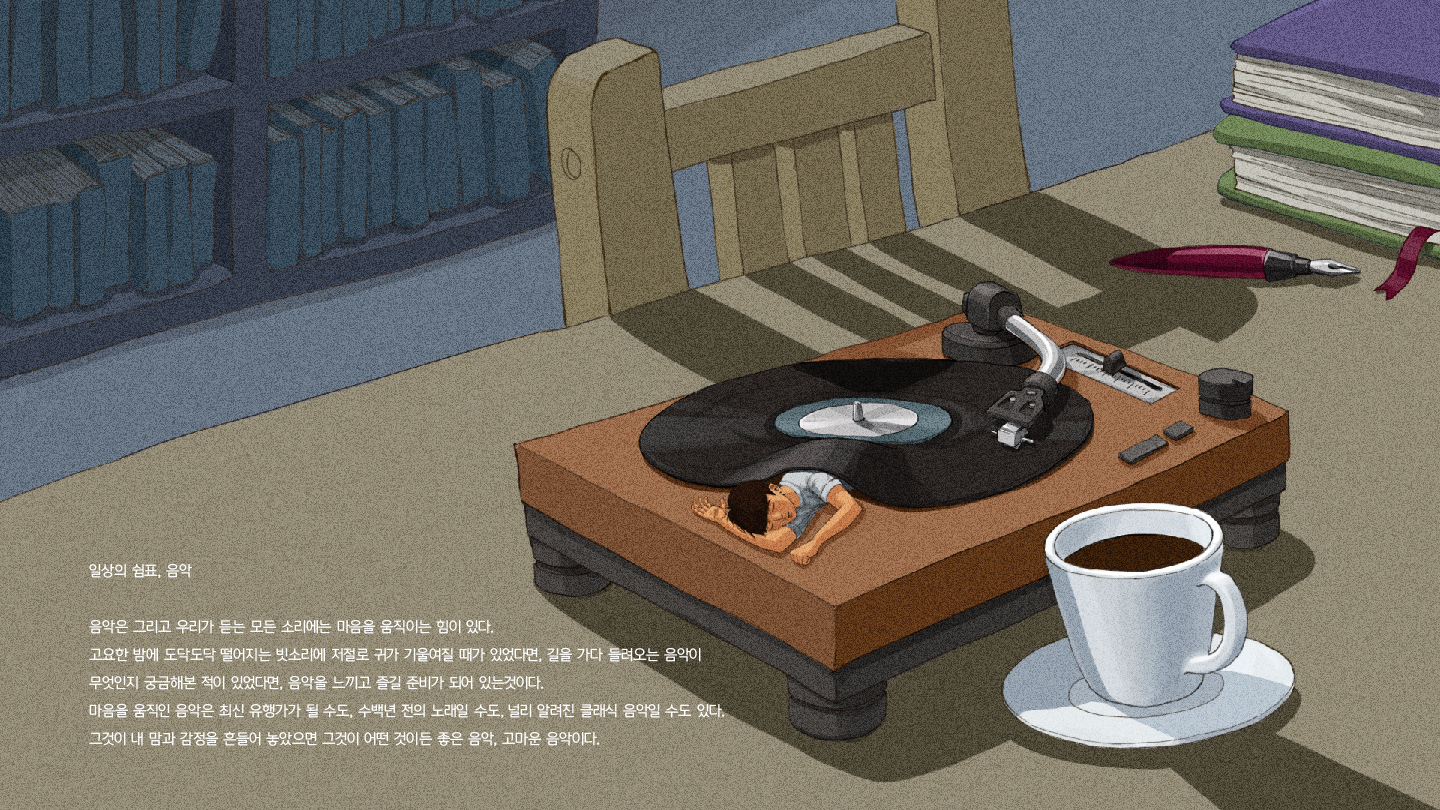 일상의 쉼표, 음악
음악은 그리고 우리가 듣는 모든 소리에는 마음을 움직이는 힘이 있다.
고요한 밤에 도닥도닥 떨어지는 빗소리에 저절로 귀가 기울여질 때가 있었다면, 길을 가다 들려오는 음악이
무엇인지 궁금해본 적이 있었다면, 음악을 느끼고 즐길 준비가 되어 있는것이다.
마음을 움직인 음악은 최신 유행가가 될 수도, 수백년 전의 노래일 수도, 널리 알려진 클래식 음악일 수도 있다.
그것이 내 맘과 감정을 흔들어 놓았으면 그것이 어떤 것이든 좋은 음악, 고마운 음악이다.